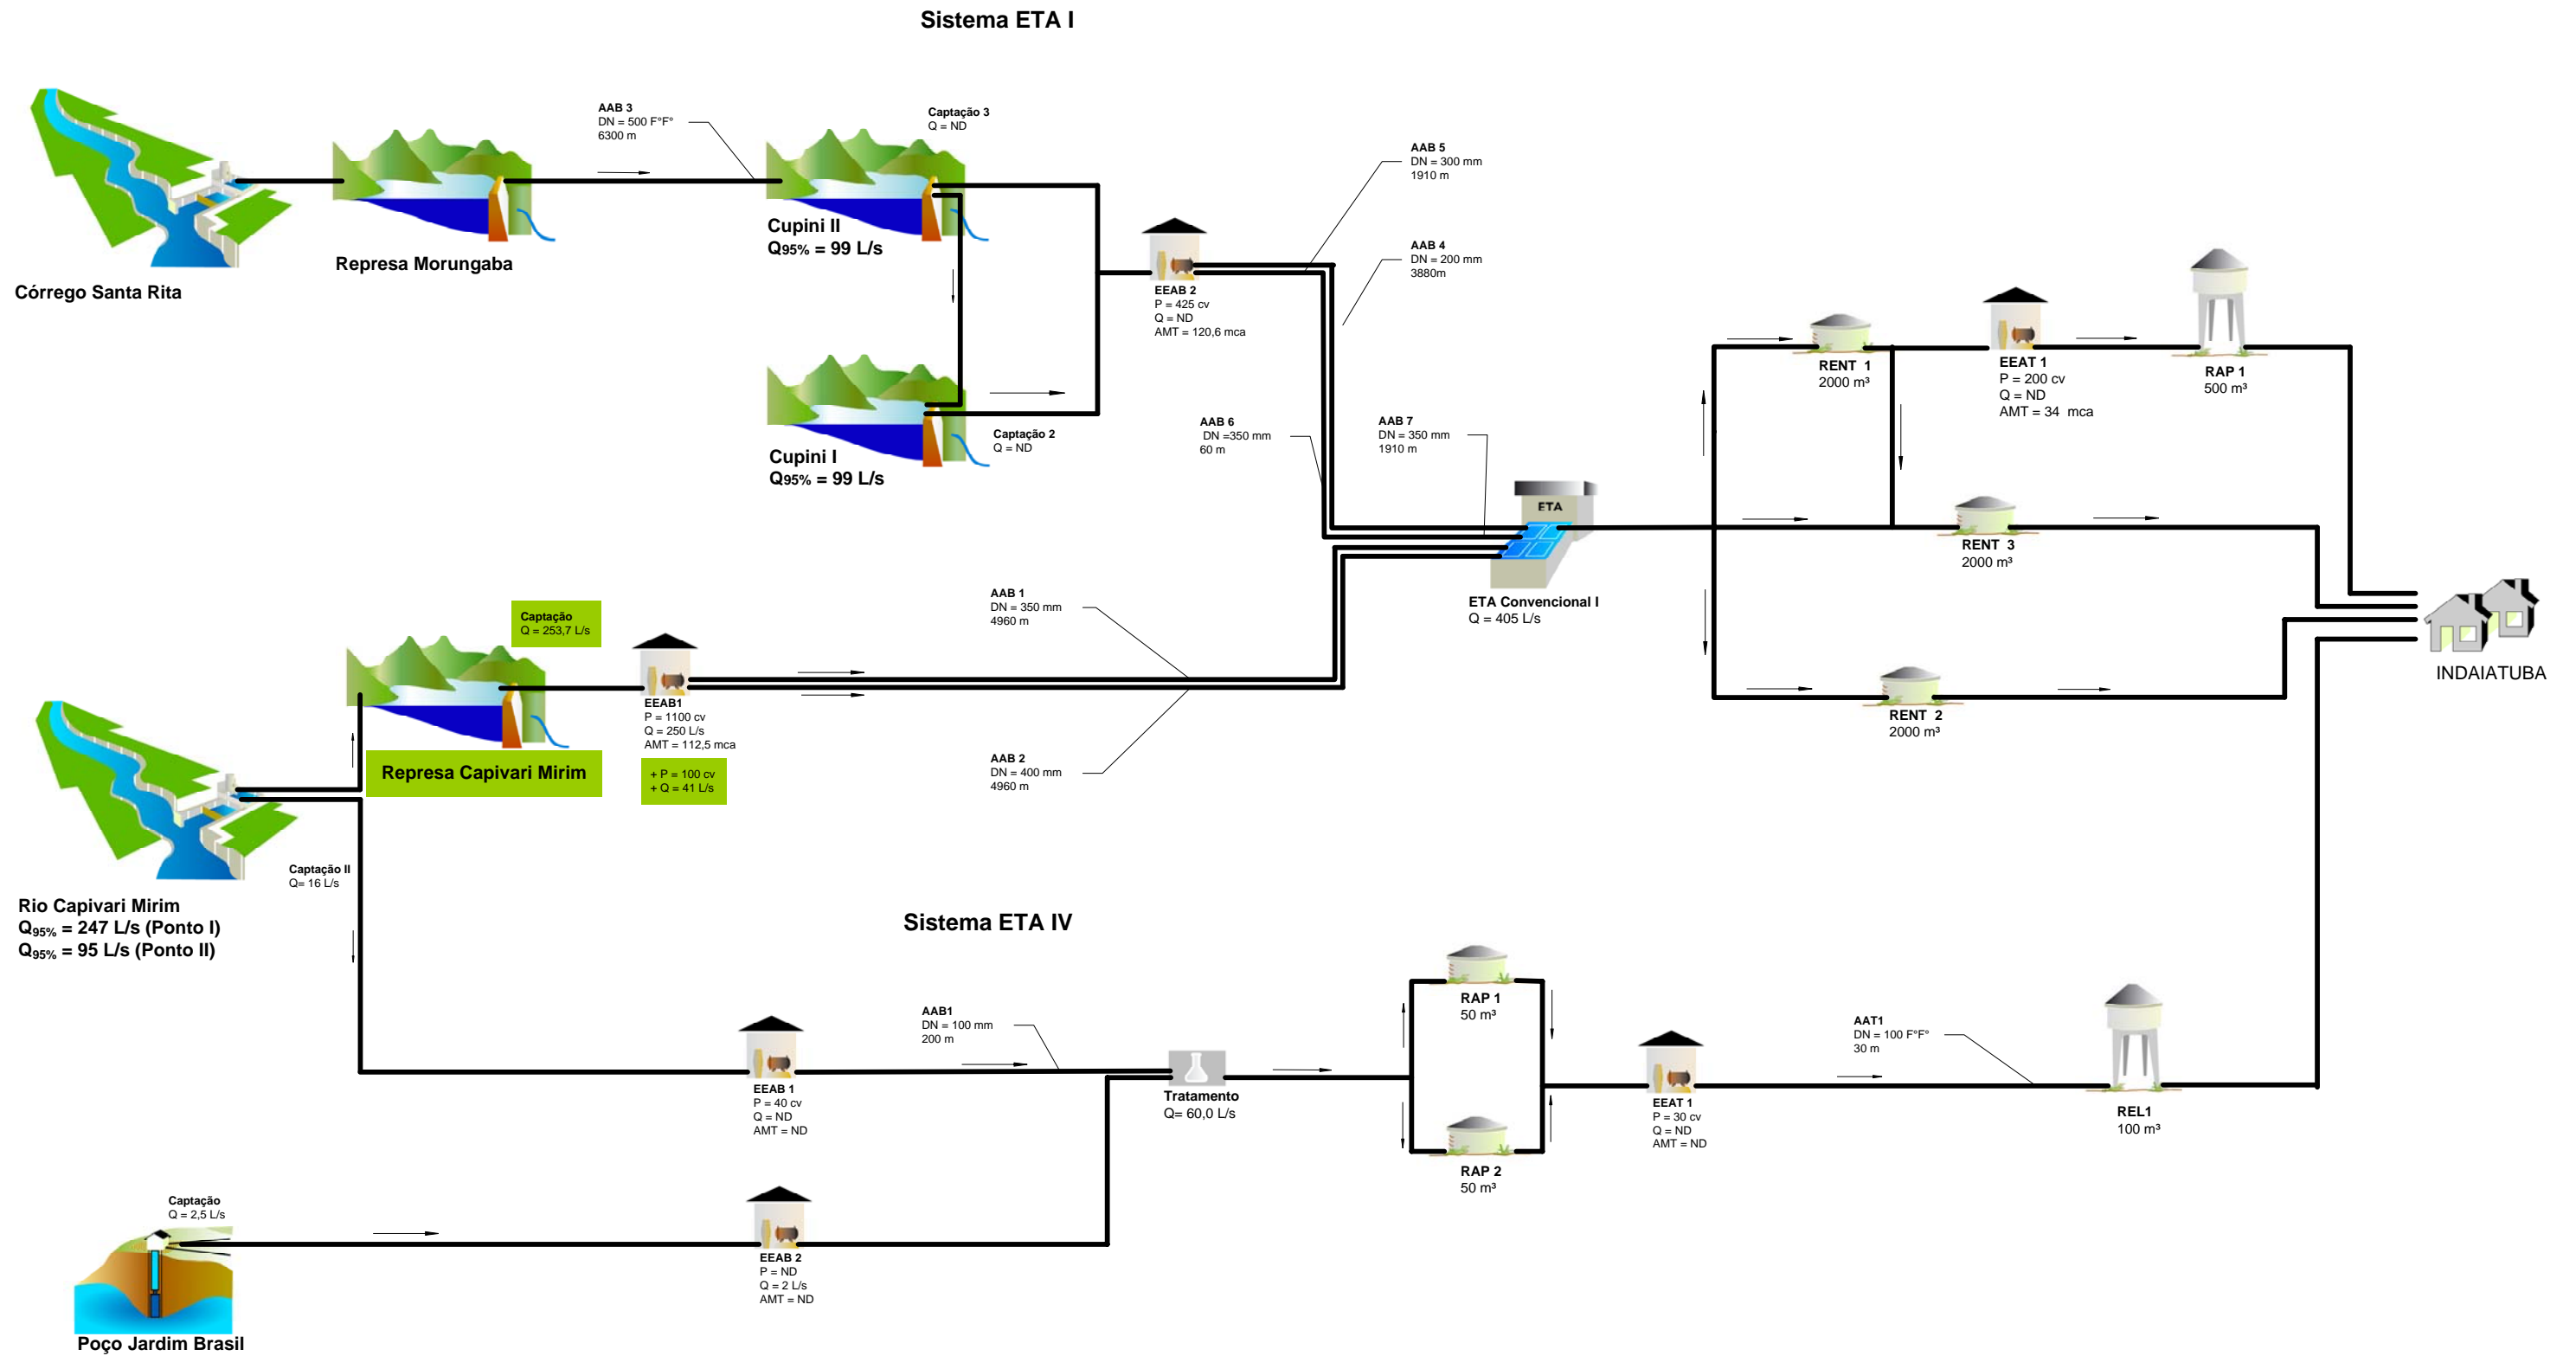 Sistema ETA I
AAB 3
DN = 500 F°F°
6300 m
Captação 3
Q = ND
AAB 5
DN = 300 mm
1910 m
Cupini II
Q95% = 99 L/s
AAB 4
DN = 200 mm
3880m
Represa Morungaba
Córrego Santa Rita
EEAB 2
P = 425 cv
Q = ND
AMT = 120,6 mca
RENT 1
2000 m³
EEAT 1
P = 200 cv
Q = ND
AMT = 34 mca
RAP 1
500 m³
AAB 6
DN =350 mm
60 m
AAB 7
DN = 350 mm
1910 m
Captação 2
Q = ND
Cupini I
Q95% = 99 L/s
ETA
RENT 3
2000 m³
ETA Convencional I
Q = 405 L/s
AAB 1
DN = 350 mm
4960 m
Captação
Q = 253,7 L/s
INDAIATUBA
EEAB1
P = 1100 cv
Q = 250 L/s
AMT = 112,5 mca
RENT 2
2000 m³
Represa Capivari Mirim
+ P = 100 cv
+ Q = 41 L/s
AAB 2
DN = 400 mm
4960 m
Captação II
Q= 16 L/s
Rio Capivari Mirim
Q95% = 247 L/s (Ponto I)
Q95% = 95 L/s (Ponto II)
Sistema ETA IV
RAP 1
50 m³
AAB1
DN = 100 mm
200 m
AAT1
DN = 100 F°F°
30 m
EEAB 1
P = 40 cv
Q = ND
AMT = ND
Tratamento
Q= 60,0 L/s
EEAT 1
P = 30 cv
Q = ND
AMT = ND
REL1
100 m³
RAP 2
50 m³
Captação
Q = 2,5 L/s
EEAB 2
P = ND
Q = 2 L/s
AMT = ND
Poço Jardim Brasil